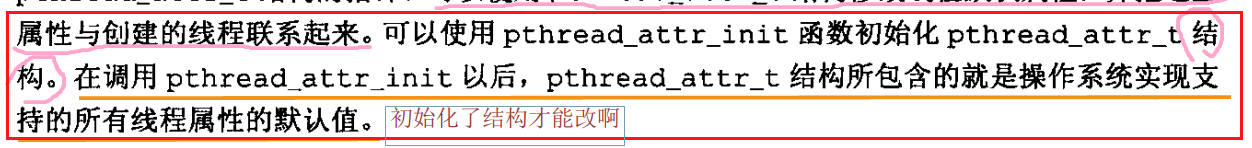 属性与创建的线程联系起来。可以使用 pthread_attr_init 函数初始化 pthread_attr_t 结
构。在调用 pthread_attr_init 以后，pthread_attr_t 结构所包含的就是操作系统实现支
持的所有线程属性的默认值。 初始化了结构才能改啊